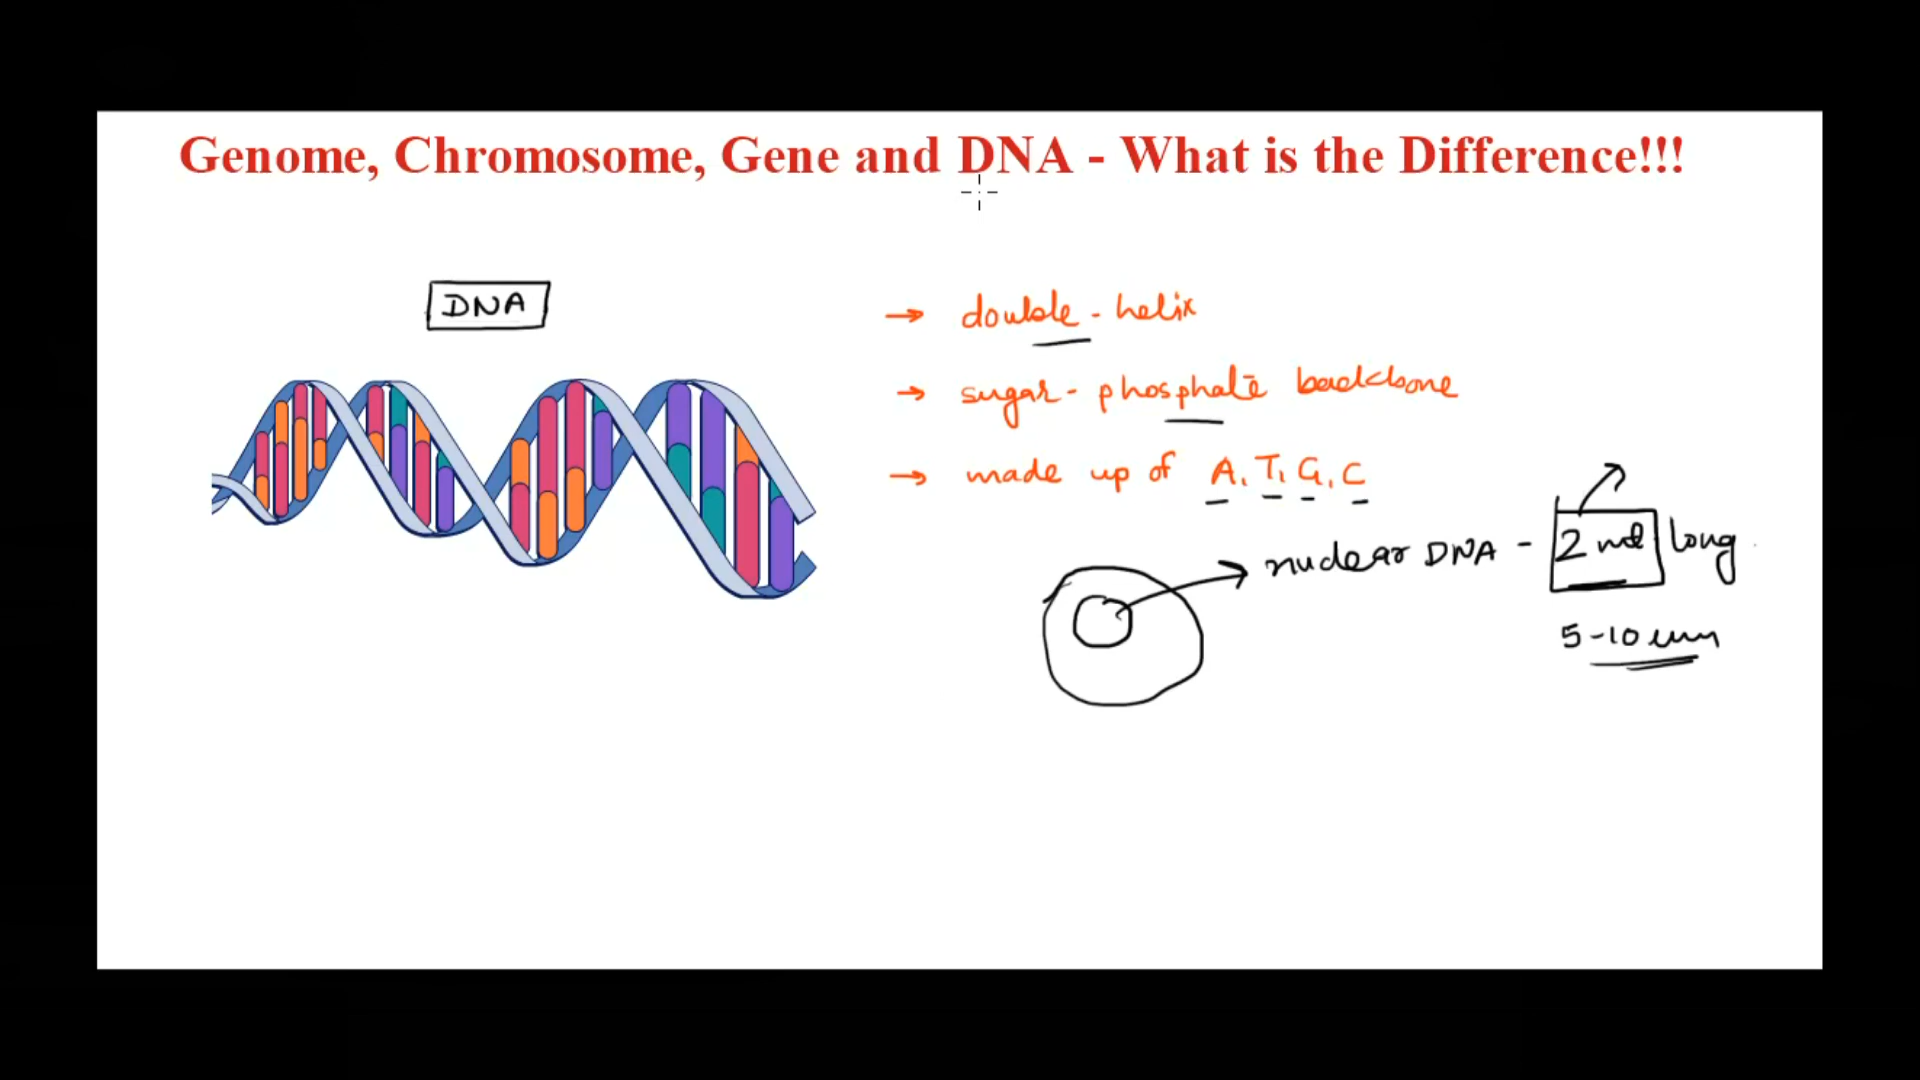 Genome, Chromosome, Gene and DNA - What is the Difference!!!
DNA
→ double-helix
→ sugar-phosphate backbone
→ made up of A, T, G, C
nuclear DNA - 2 long
5-10